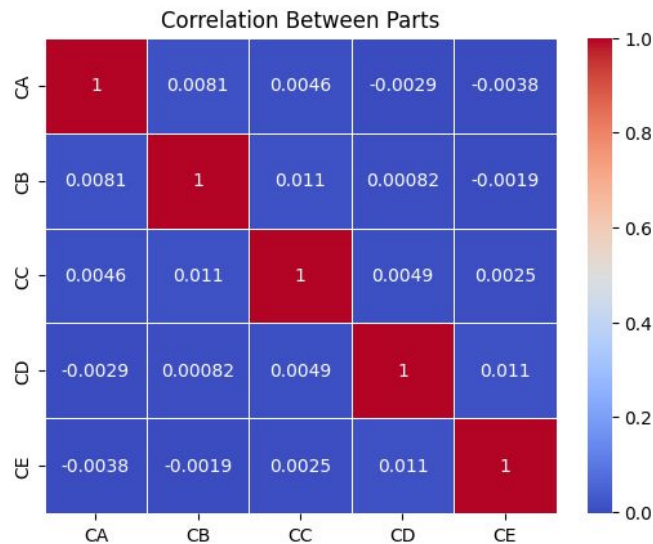 Correlation Between Parts
CA 1 0.0081 0.0046 -0.0029 -0.0038
CB 0.0081 1 0.011 0.00082 -0.0019
CC 0.0046 0.011 1 0.0049 0.0025
CD -0.0029 0.00082 0.0049 1 0.011
CE -0.0038 -0.0019 0.0025 0.011 1
CA CB CC CD CE
1.0
0.8
0.6
0.4
0.2
0.0